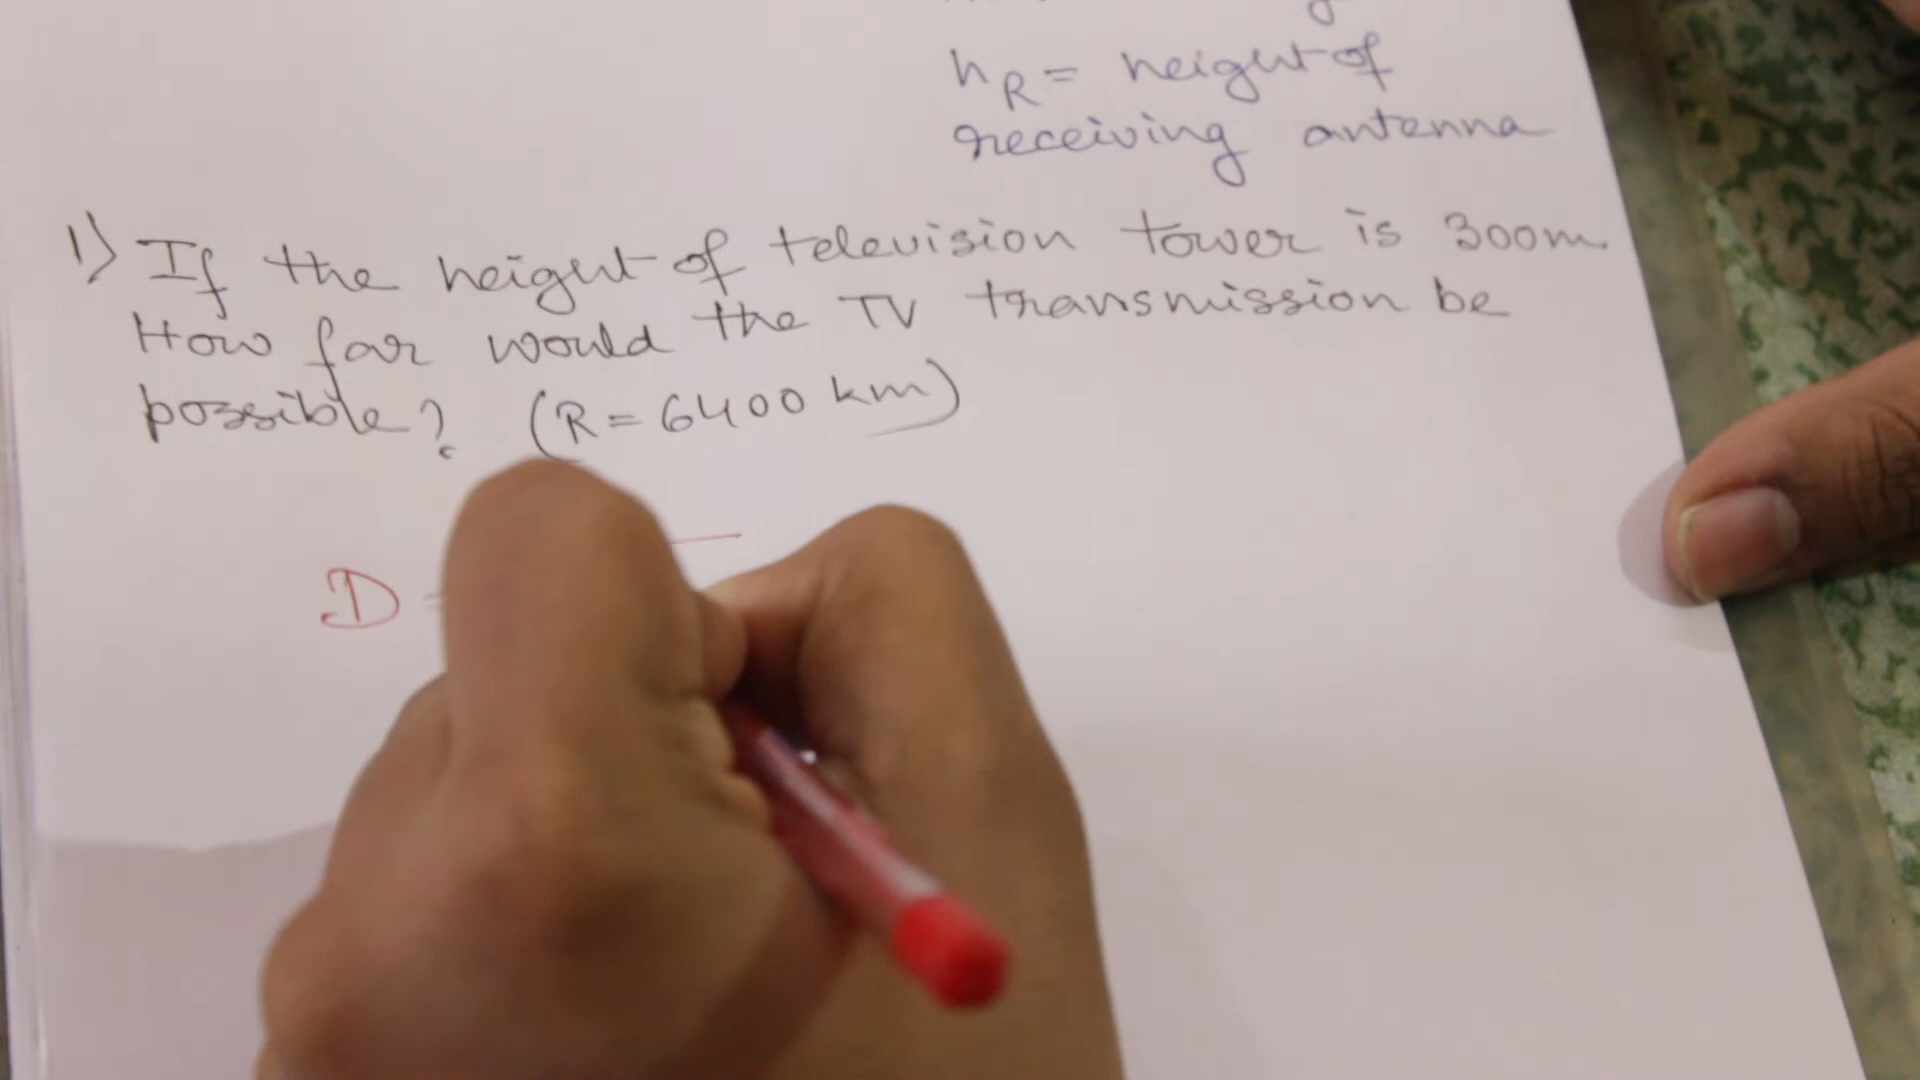 hR = height of
receiving antenna
1) If the height of television tower is 300m.
How far would the TV transmission be
possible? (R = 6400 km)
D =